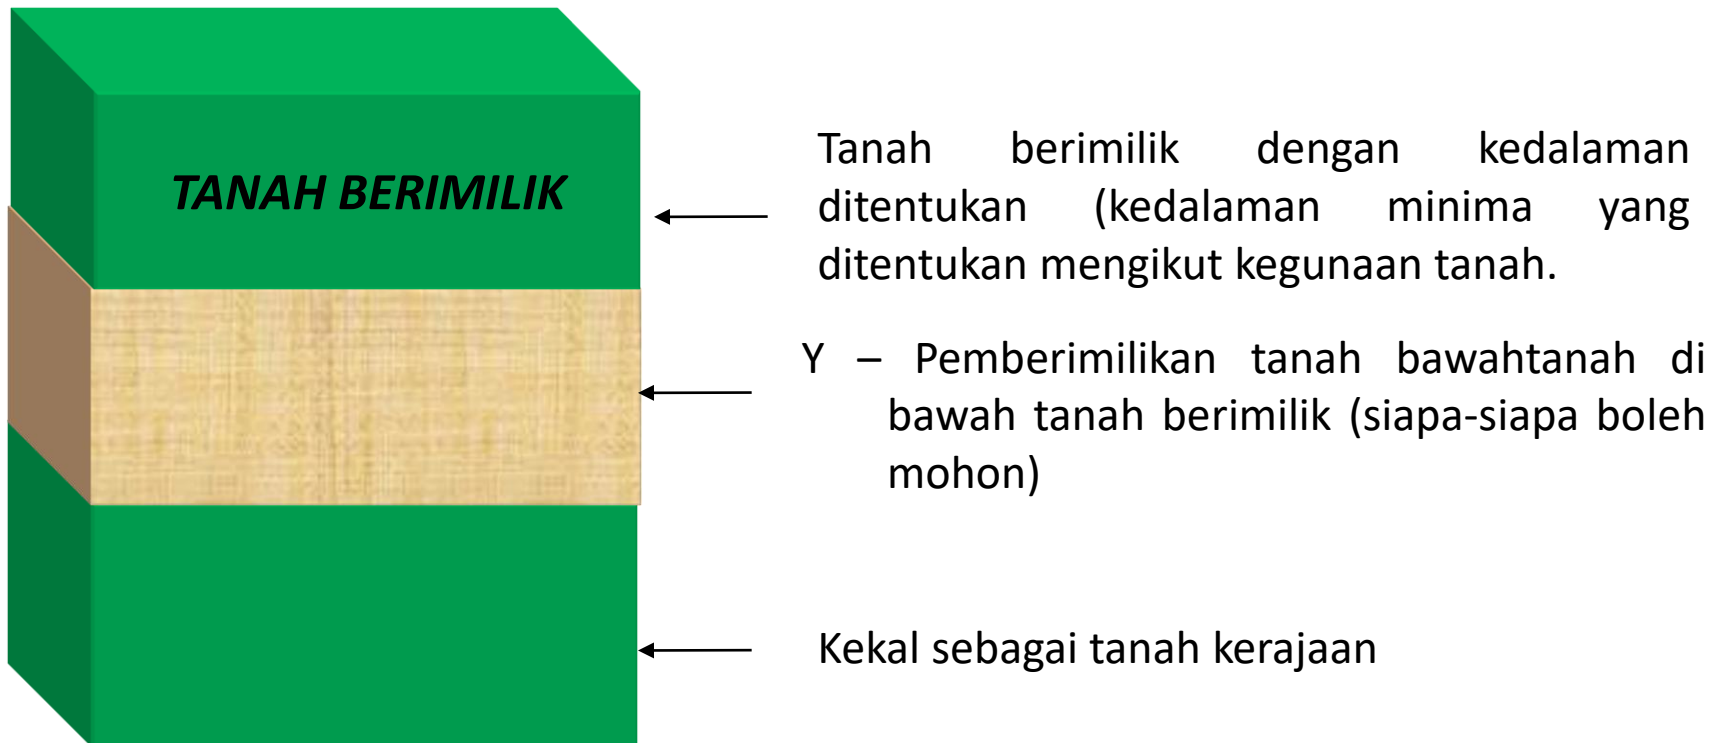 TANAH BERIMILIK
Tanah berimilik dengan kedalaman
ditentukan (kedalaman minima yang
ditentukan mengikut kegunaan tanah.
Y – Pemberimilikan tanah bawahtanah di
bawah tanah berimilik (siapa-siapa boleh
mohon)
Kekal sebagai tanah kerajaan